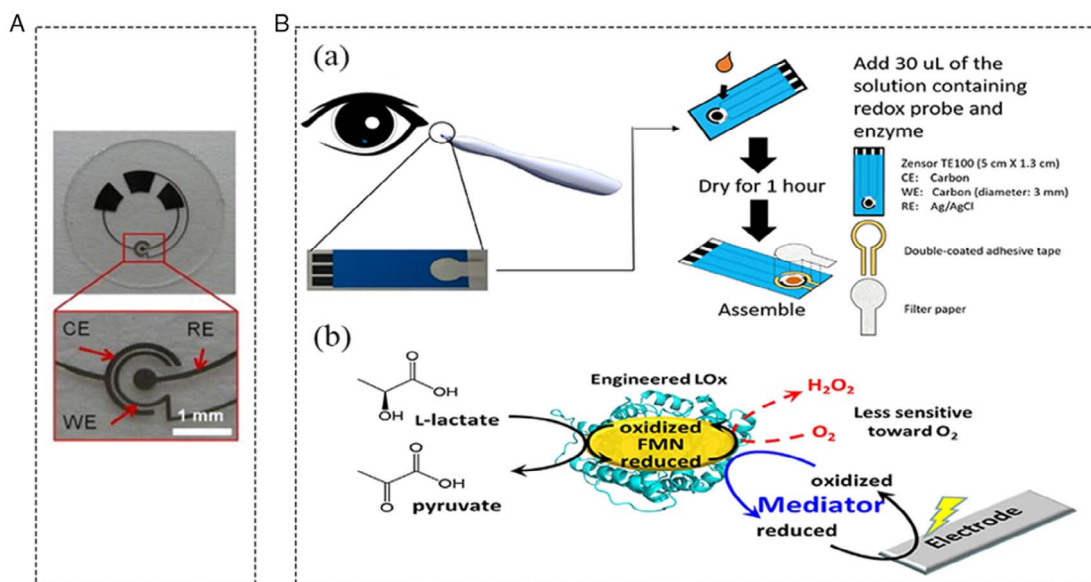 A
CE
RE
WE
1 mm
B
(a)
Add 30 uL of the
solution containing
redox probe and
enzyme
Dry for 1 hour
Assemble
Zensor TE100 (5 cm X 1.3 cm)
CE: Carbon
WE: Carbon (diameter: 3 mm)
RE: Ag/AgCl
Double-coated adhesive tape
Filter paper
(b)
O
OH
OH
L-lactate
O
OH
O
pyruvate
Engineered LOx
oxidized
FMN
reduced
H₂O₂
O₂
Less sensitive
toward O₂
oxidized
Mediator
reduced
Electrode